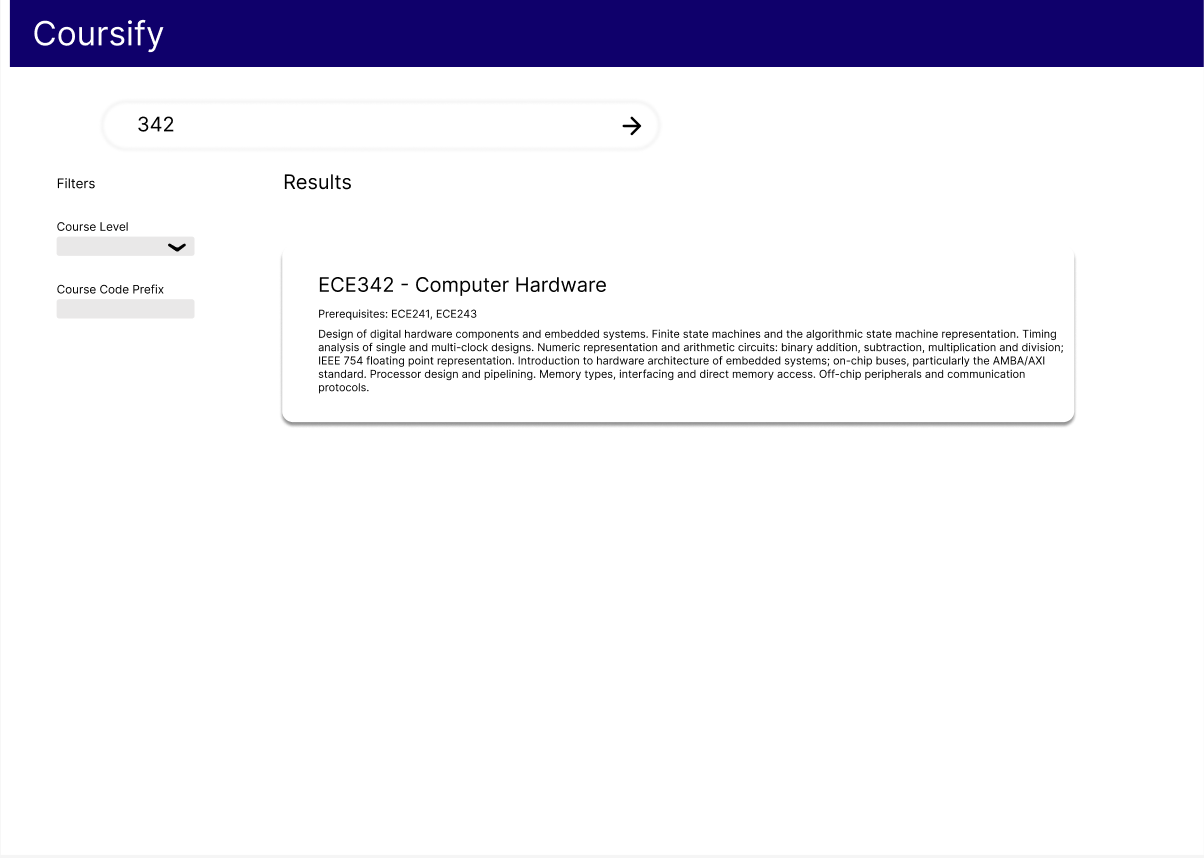 Coursify
342
Filters
Results
Course Level
Course Code Prefix
ECE342 - Computer Hardware
Prerequisites: ECE241, ECE243
Design of digital hardware components and embedded systems. Finite state machines and the algorithmic state machine representation. Timing
analysis of single and multi-clock designs. Numeric representation and arithmetic circuits: binary addition, subtraction, multiplication and division;
IEEE 754 floating point representation. Introduction to hardware architecture of embedded systems; on-chip buses, particularly the AMBA/AXI
standard. Processor design and pipelining. Memory types, interfacing and direct memory access. Off-chip peripherals and communication
protocols.